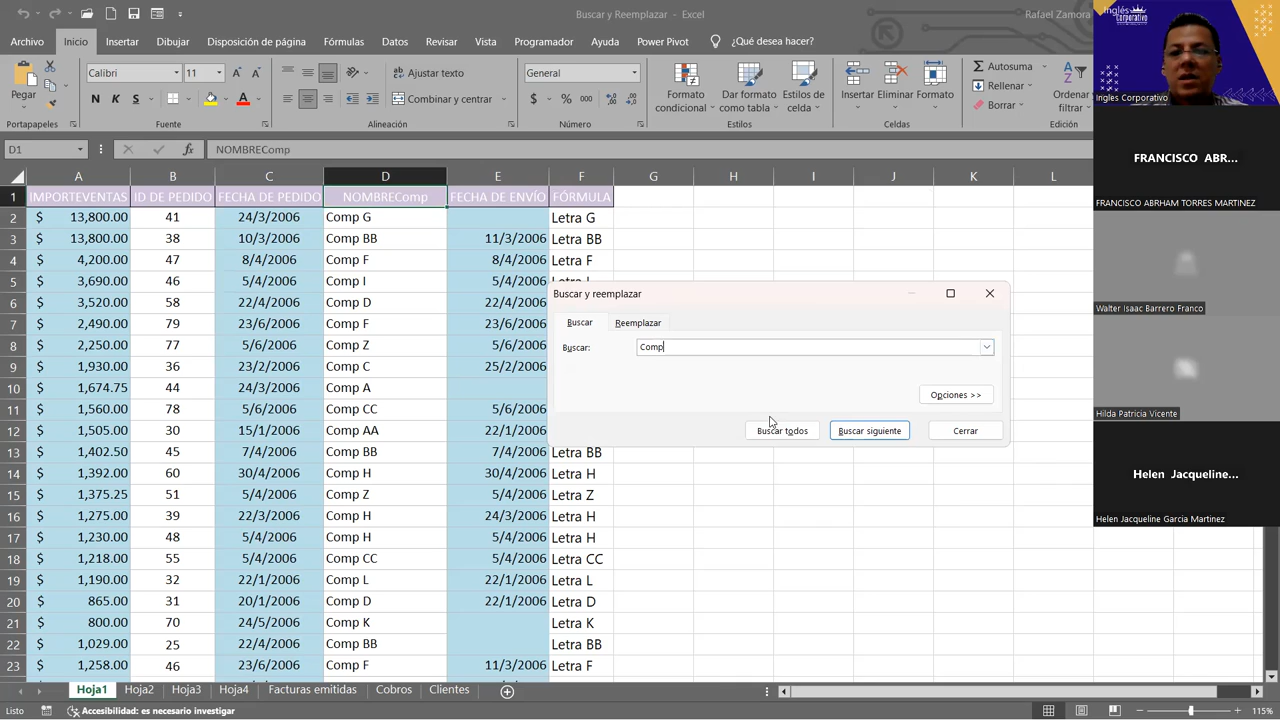 Buscar y Reemplazar - Excel
Rafael Zamora
Archivo Inicio Insertar Dibujar Disposición de página Fórmulas Datos Revisar Vista Programador Ayuda Power Pivot ¿Qué desea hacer?
Pegar
Calibri 11
Ajustar texto
General
Autosuma
N K S
Combinar y centrar
$ % 000
Formato condicional
Dar formato como tabla
Estilos de celda
Insertar Eliminar Formato
Rellenar
Borrar
Ordenar filtrar
Portapapeles Fuente Alineación Número Estilos Celdas Edición
D1 fx NOMBREComp
A B C D E F G H I J K L
1 IMPORTEVENTAS ID DE PEDIDO FECHA DE PEDIDO NOMBREComp FECHA DE ENVÍO FÓRMULA
2 $ 13,800.00 41 24/3/2006 Comp G Letra G
3 $ 13,800.00 38 10/3/2006 Comp BB 11/3/2006 Letra BB
4 $ 4,200.00 47 8/4/2006 Comp F 8/4/2006 Letra F
5 $ 3,690.00 46 5/4/2006 Comp I 5/4/2006
6 $ 3,520.00 58 22/4/2006 Comp D 22/4/2006
7 $ 2,490.00 79 23/6/2006 Comp F 23/6/2006
8 $ 2,250.00 77 5/6/2006 Comp Z 5/6/2006
9 $ 1,930.00 36 23/2/2006 Comp C 25/2/2006
10 $ 1,674.75 44 24/3/2006 Comp A
11 $ 1,560.00 78 5/6/2006 Comp CC 5/6/2006
12 $ 1,505.00 30 15/1/2006 Comp AA 22/1/2006
13 $ 1,402.50 45 7/4/2006 Comp BB 7/4/2006 Letra BB
14 $ 1,392.00 60 30/4/2006 Comp H 30/4/2006 Letra H
15 $ 1,375.25 51 5/4/2006 Comp Z 5/4/2006 Letra Z
16 $ 1,275.00 39 22/3/2006 Comp H 24/3/2006 Letra H
17 $ 1,230.00 48 5/4/2006 Comp H 5/4/2006 Letra H
18 $ 1,218.00 55 5/4/2006 Comp CC 5/4/2006 Letra CC
19 $ 1,190.00 32 22/1/2006 Comp L 22/1/2006 Letra L
20 $ 865.00 31 20/1/2006 Comp D 22/1/2006 Letra D
21 $ 800.00 70 24/5/2006 Comp K Letra K
22 $ 1,029.00 25 22/4/2006 Comp BB Letra BB
23 $ 1,258.00 46 23/6/2006 Comp F 11/3/2006 Letra F
Buscar y reemplazar
Buscar Reemplazar
Buscar: Comp
Opciones >>
Buscar todos Buscar siguiente Cerrar
Hoja1 Hoja2 Hoja3 Hoja4 Facturas emitidas Cobros Clientes
Listo Accesibilidad: es necesario investigar 115%
Inglés Corporativo
Ingles Corporativo
FRANCISCO ABR...
FRANCISCO ABRHAM TORRES MARTINEZ
Walter Isaac Barrero Franco
Hilda Patricia Vicente
Helen Jacqueline...
Helen Jacqueline Garcia Martinez